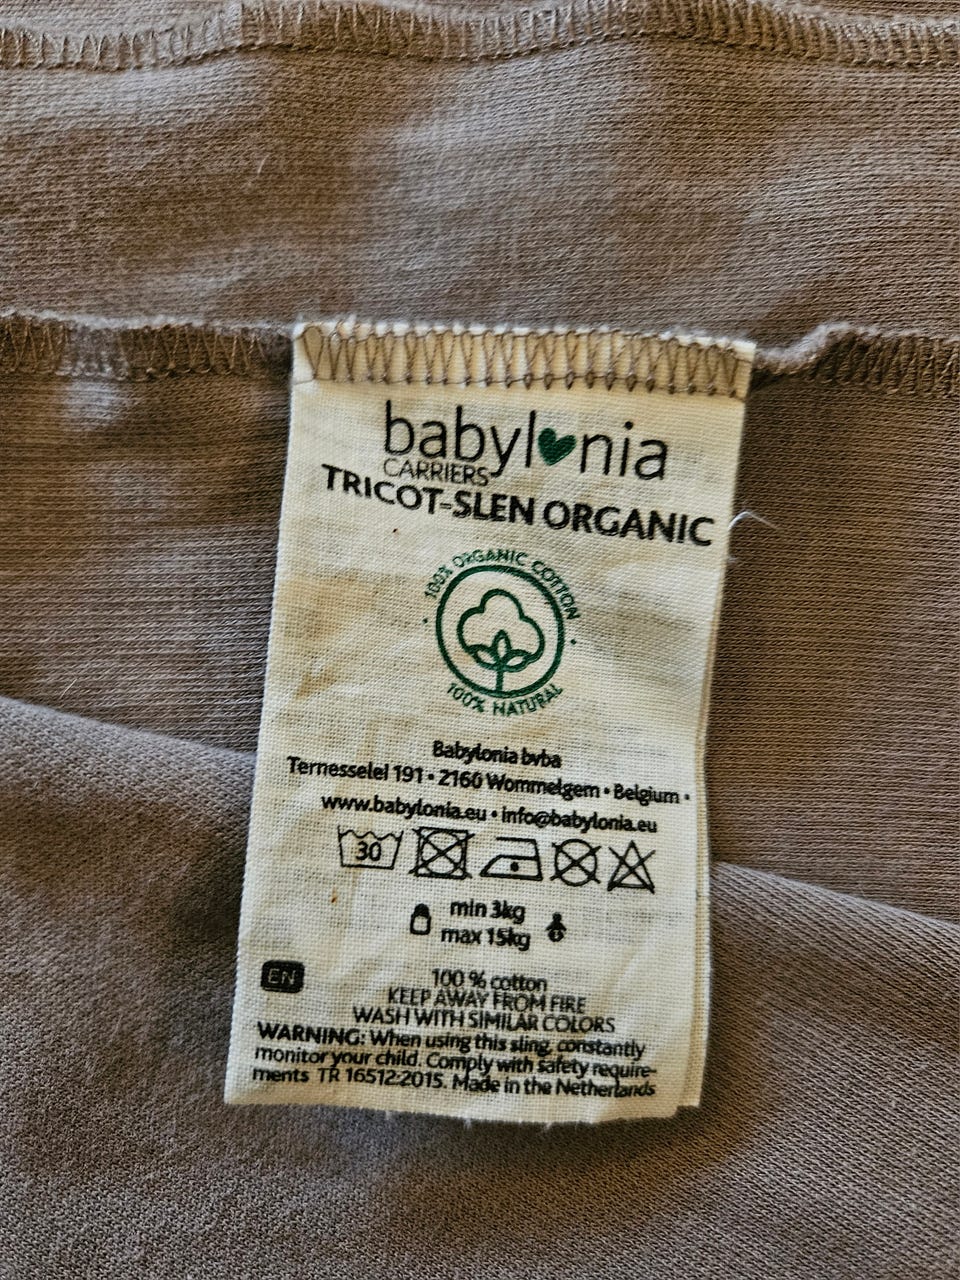 babylonia
CARRIERS
TRICOT-SLEN ORGANIC
100% ORGANIC COTTON
100% NATURAL
Babylonia bvba
Ternesselei 191 • 2160 Wommelgem • Belgium •
www.babylonia.eu • info@babylonia.eu
30
min 3kg
max 15kg
EN
100 % cotton
KEEP AWAY FROM FIRE
WASH WITH SIMILAR COLORS
WARNING: When using this sling, constantly
monitor your child. Comply with safety require-
ments TR 16512:2015. Made in the Netherlands